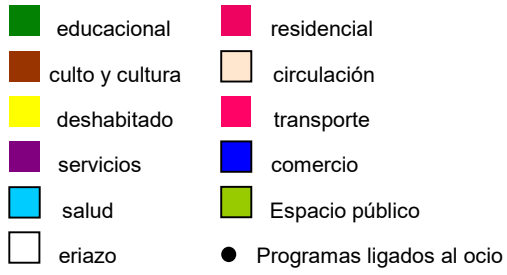 educacional
residencial
culto y cultura
circulación
deshabitado
transporte
servicios
comercio
salud
Espacio público
eriazo
Programas ligados al ocio